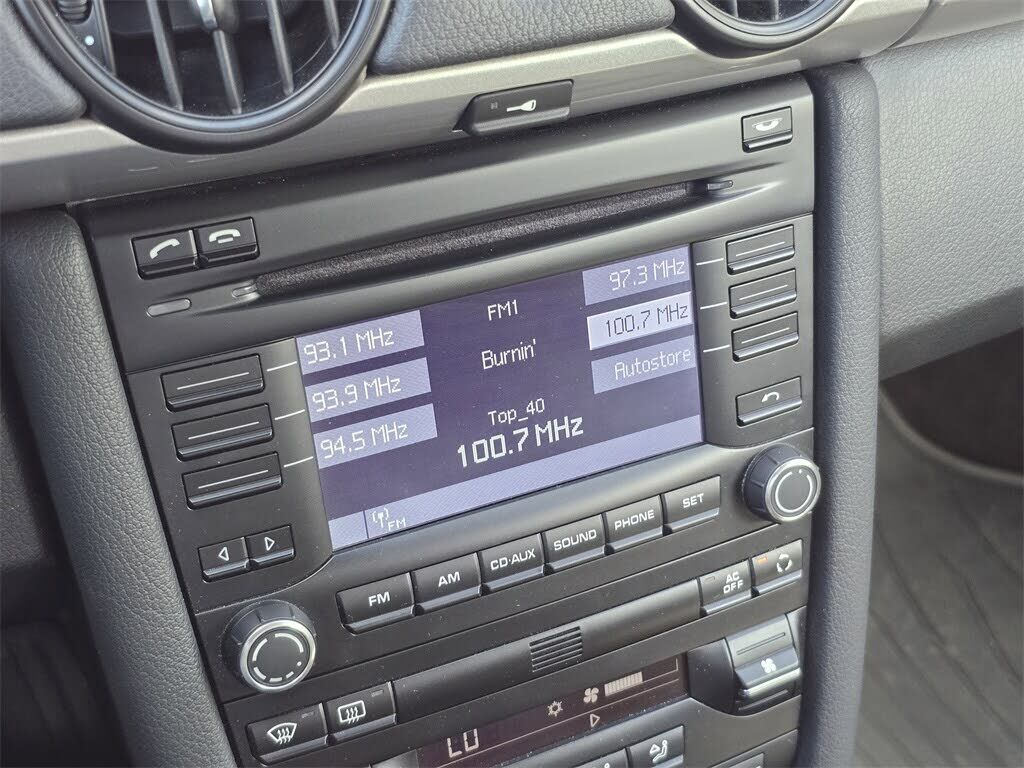 97.3 MHz
FM1
93.1 MHz
100.7 MHz
Burnin'
93.9 MHz
Autostore
Top_40
94.5 MHz
100.7 MHz
FM
SET
PHONE
SOUND
CD·AUX
AM
FM
AC
OFF
LO